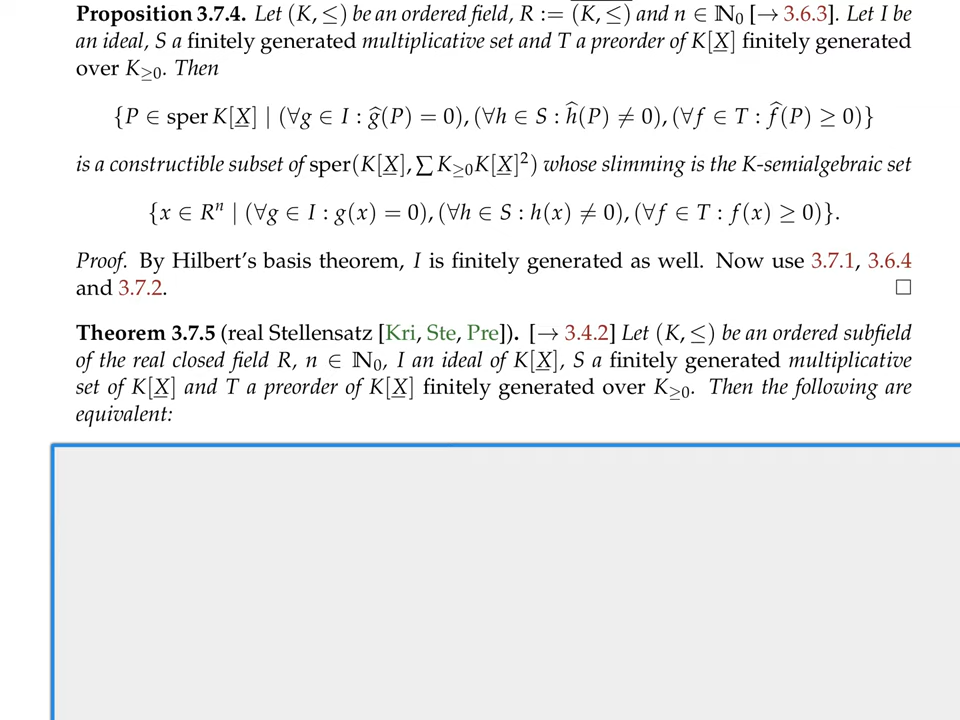 Proposition 3.7.4. Let (K, ≤) be an ordered field, R := \overline{(K, ≤)} and n ∈ ℕ₀ [→ 3.6.3]. Let I be
an ideal, S a finitely generated multiplicative set and T a preorder of K[X̲] finitely generated
over K≥₀. Then
{P ∈ sper K[X̲] | (∀g ∈ I : ĝ(P) = 0), (∀h ∈ S : ĥ(P) ≠ 0), (∀f ∈ T : f̂(P) ≥ 0)}
is a constructible subset of sper(K[X̲], ∑ K≥₀K[X̲]²) whose slimming is the K-semialgebraic set
{x ∈ Rⁿ | (∀g ∈ I : g(x) = 0), (∀h ∈ S : h(x) ≠ 0), (∀f ∈ T : f(x) ≥ 0)}.
Proof. By Hilbert's basis theorem, I is finitely generated as well. Now use 3.7.1, 3.6.4
and 3.7.2. □
Theorem 3.7.5 (real Stellensatz [Kri, Ste, Pre]). [→ 3.4.2] Let (K, ≤) be an ordered subfield
of the real closed field R, n ∈ ℕ₀, I an ideal of K[X̲], S a finitely generated multiplicative
set of K[X̲] and T a preorder of K[X̲] finitely generated over K≥₀. Then the following are
equivalent: